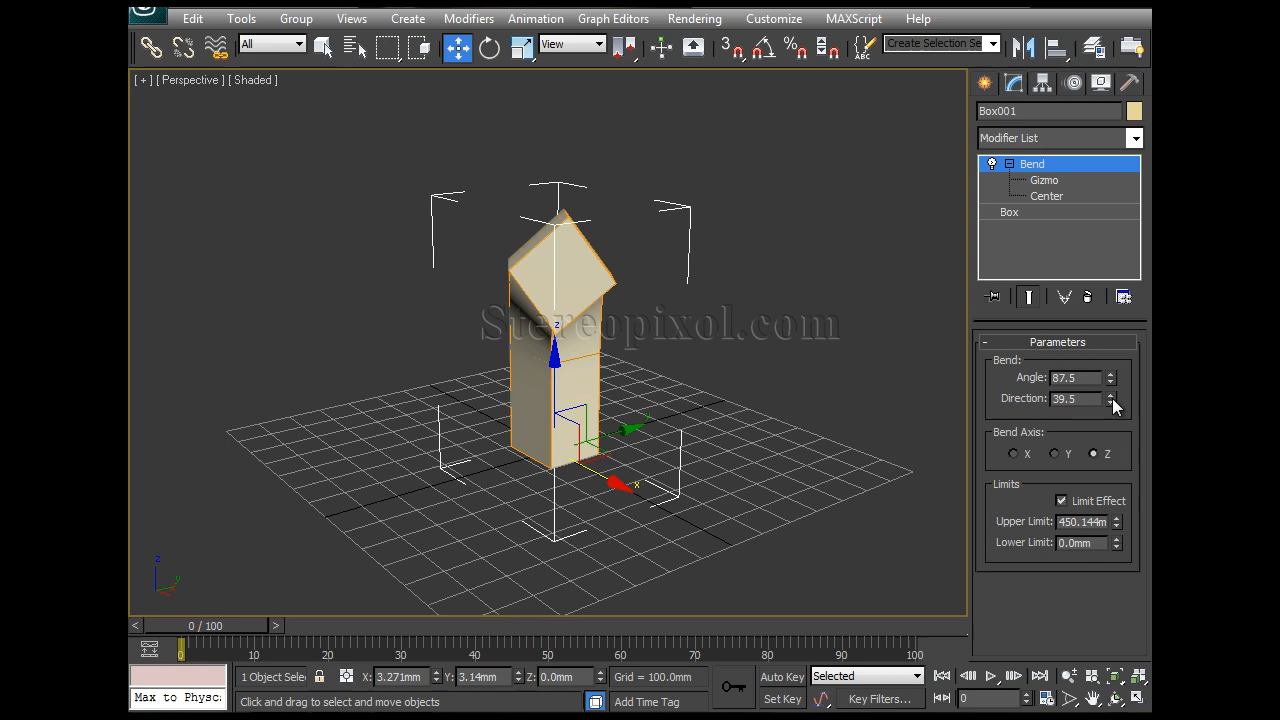 Edit Tools Group Views Create Modifiers Animation Graph Editors Rendering Customize MAXScript Help
All View 3 % ABC Create Selection Se
[ + ] [ Perspective ] [ Shaded ]
Box001
Modifier List
Bend
Gizmo
Center
Box
Stereopixol.com
z
y
x
- Parameters
Bend:
Angle: 87.5
Direction: 39.5
Bend Axis:
X Y Z
Limits
Limit Effect
Upper Limit: 450.144m
Lower Limit: 0.0mm
z
y
< 0 / 100 >
0 10 20 30 40 50 60 70 80 90 100
1 Object Selec X: 3.271mm Y: 3.14mm Z: 0.0mm Grid = 100.0mm Auto Key Selected
Max to Physc: Click and drag to select and move objects Add Time Tag Set Key Key Filters... 0